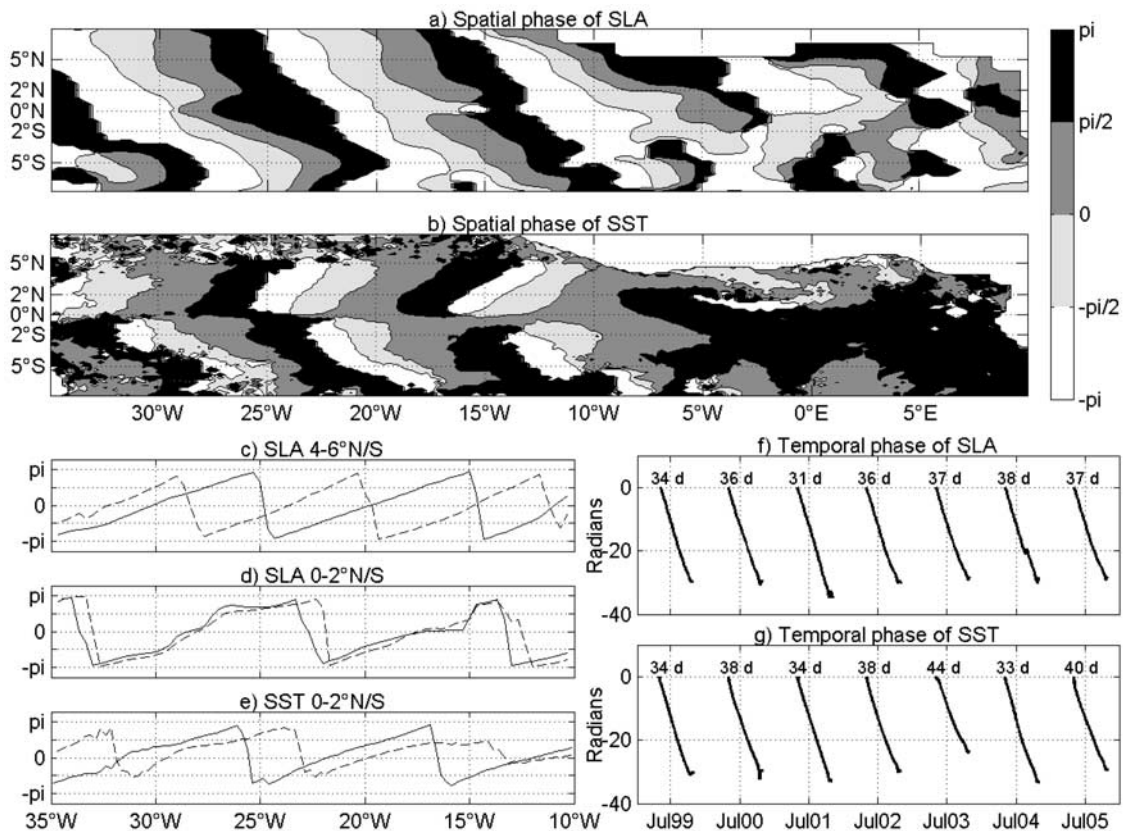 a) Spatial phase of SLA
5°N
2°N
0°N
2°S
5°S
pi
pi/2
0
-pi/2
-pi
b) Spatial phase of SST
5°N
2°N
0°N
2°S
5°S
30°W 25°W 20°W 15°W 10°W 5°W 0°E 5°E
c) SLA 4-6°N/S
pi
0
-pi
d) SLA 0-2°N/S
pi
0
-pi
e) SST 0-2°N/S
pi
0
-pi
35°W 30°W 25°W 20°W 15°W 10°W
f) Temporal phase of SLA
34 d 36 d 31 d 36 d 37 d 38 d 37 d
0
-20
-40
Radians
g) Temporal phase of SST
34 d 38 d 34 d 38 d 44 d 33 d 40 d
0
-20
-40
Radians
Jul99 Jul00 Jul01 Jul02 Jul03 Jul04 Jul05